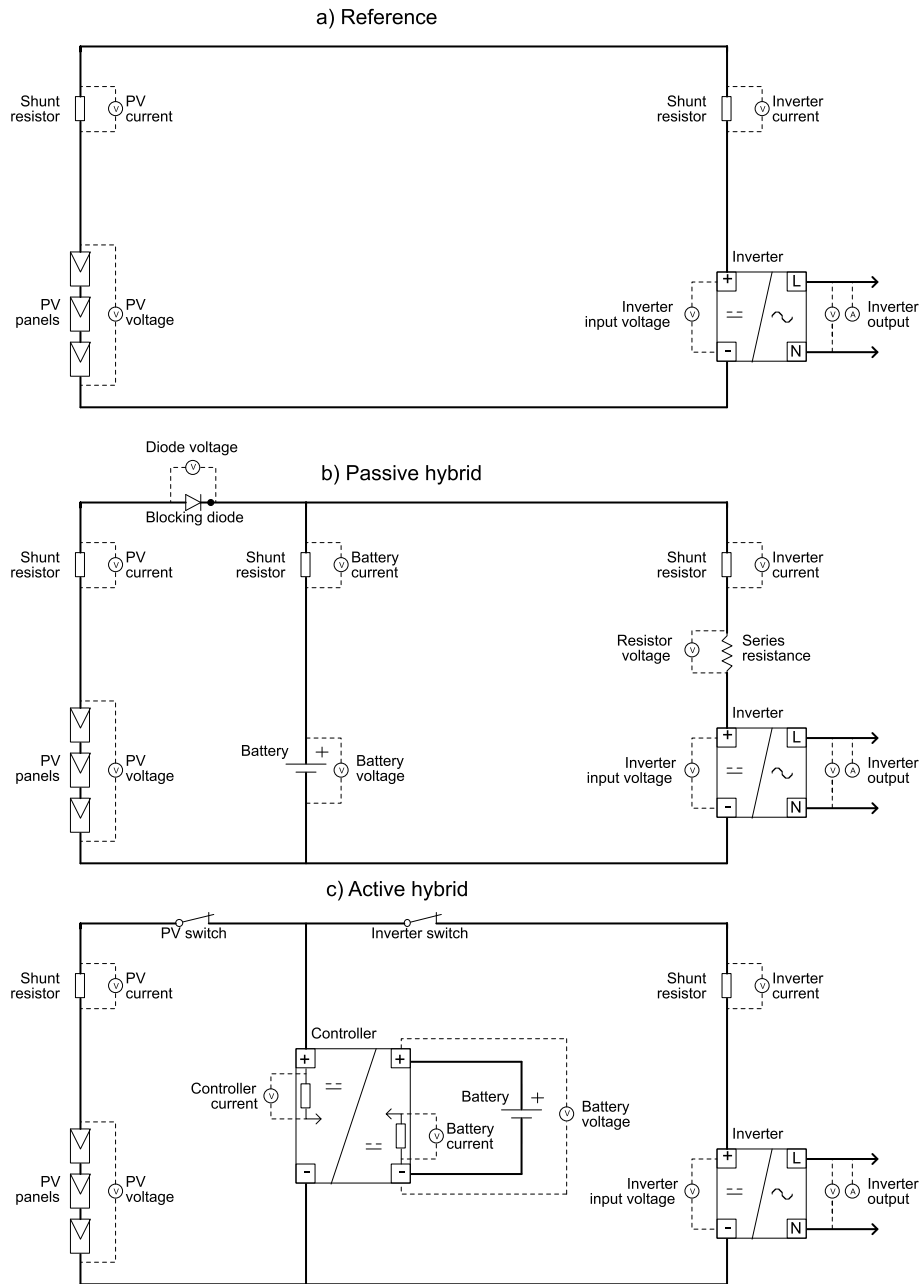 a) Reference
Shunt
resistor
V
PV
current
Shunt
resistor
V
Inverter
current
PV
panels
V
PV
voltage
Inverter
Inverter
input voltage
V
+
-
L
N
V
A
Inverter
output
b) Passive hybrid
Diode voltage
V
Blocking diode
Shunt
resistor
V
PV
current
Shunt
resistor
V
Battery
current
Shunt
resistor
V
Inverter
current
Resistor
voltage
V
Series
resistance
PV
panels
V
PV
voltage
Battery
+
V
Battery
voltage
Inverter
Inverter
input voltage
V
+
-
L
N
V
A
Inverter
output
c) Active hybrid
PV switch
Inverter switch
Shunt
resistor
V
PV
current
Shunt
resistor
V
Inverter
current
Controller
+
+
Controller
current
V
Battery
+
V
Battery
voltage
V
Battery
current
-
-
PV
panels
V
PV
voltage
Inverter
Inverter
input voltage
V
+
-
L
N
V
A
Inverter
output